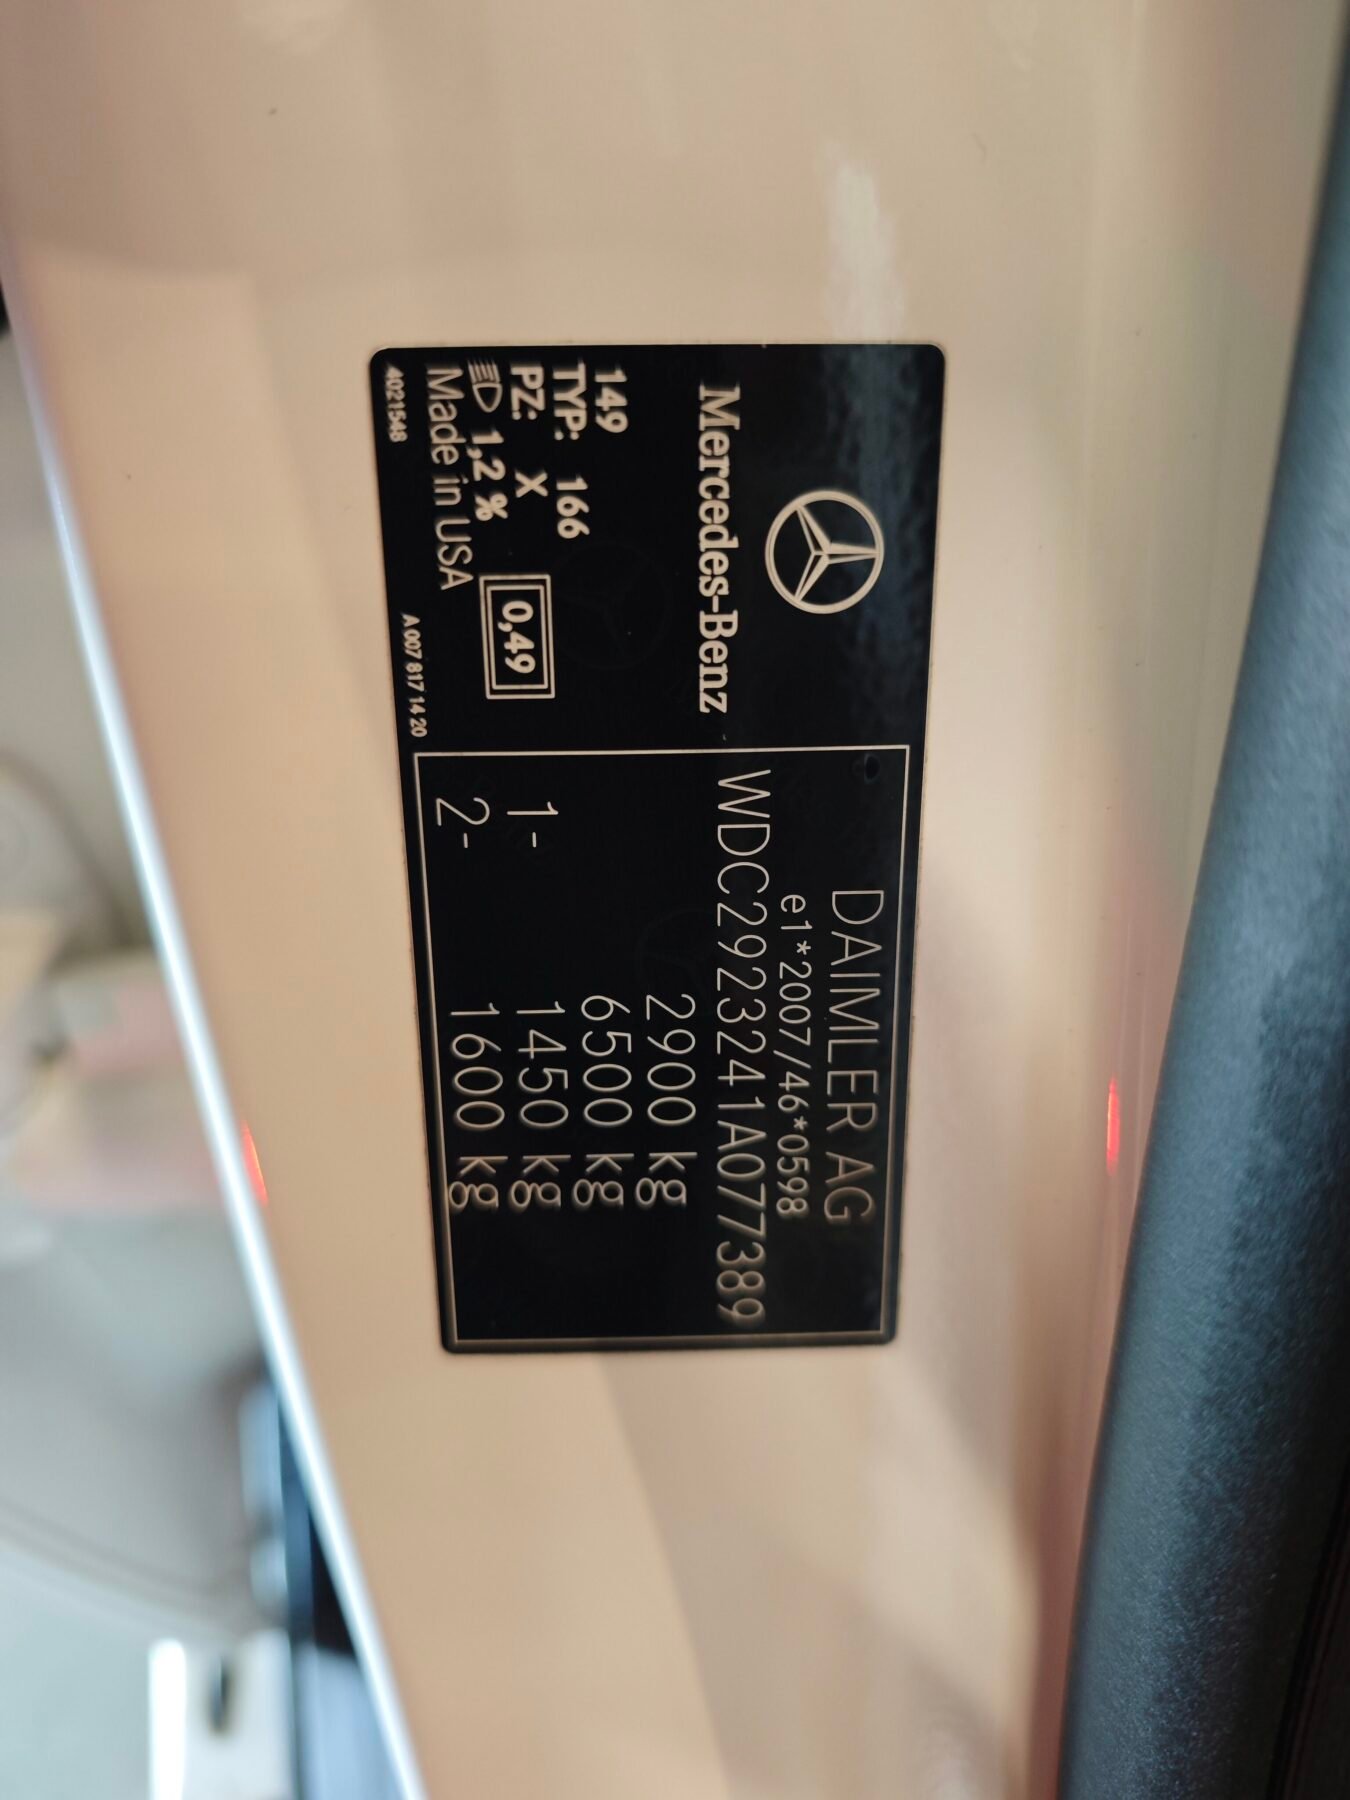 Mercedes-Benz
149
TYP: 166
PZ: X
1,2 %
0,49
Made in USA
4021548
A 007 817 14 20
DAIMLER AG
e1*2007/46*0598
WDC2923241A077389
2900 kg
6500 kg
1- 1450 kg
2- 1600 kg